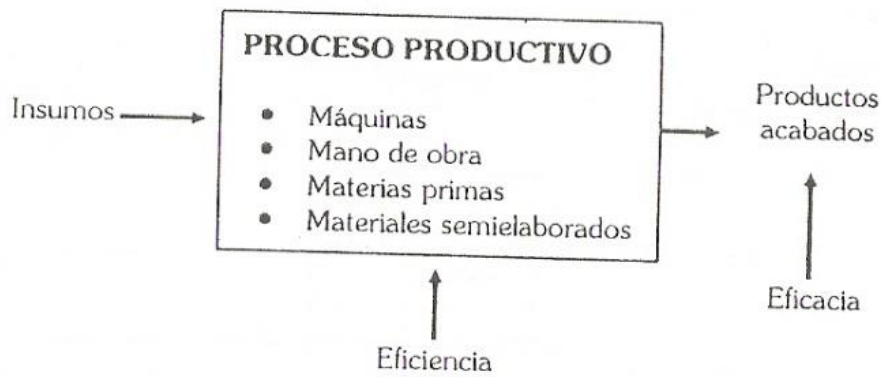 PROCESO PRODUCTIVO
Insumos
• Máquinas
• Mano de obra
• Materias primas
• Materiales semielaborados
Productos
acabados
Eficacia
Eficiencia